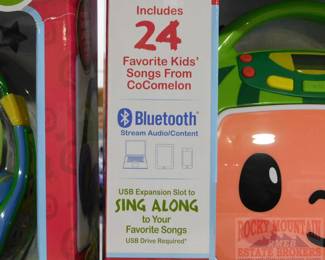 Includes
24
Favorite Kids'
Songs From
CoComelon
Bluetooth®
Stream Audio/Content
USB Expansion Slot to
SING ALONG
to Your
Favorite Songs
USB Drive Required*
ROCKY MOUNTAIN
ESTATE BROKERS